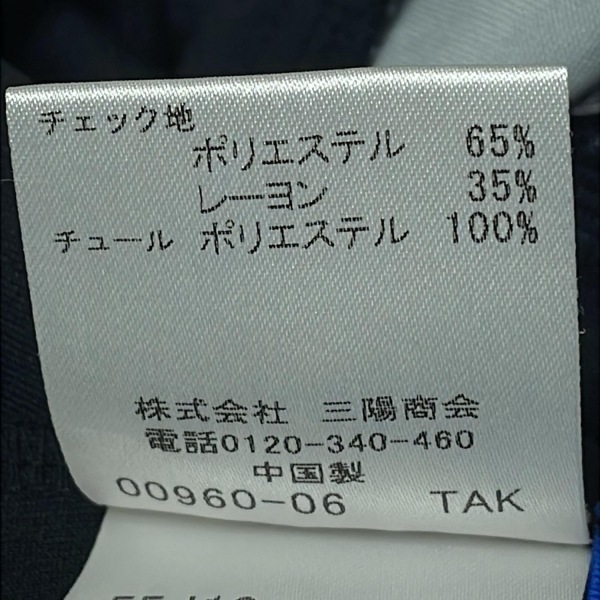 チェック地
ポリエステル 65%
レーヨン 35%
チュール ポリエステル 100%
株式会社 三陽商会
電話0120-340-460
中国製
00960-06 TAK